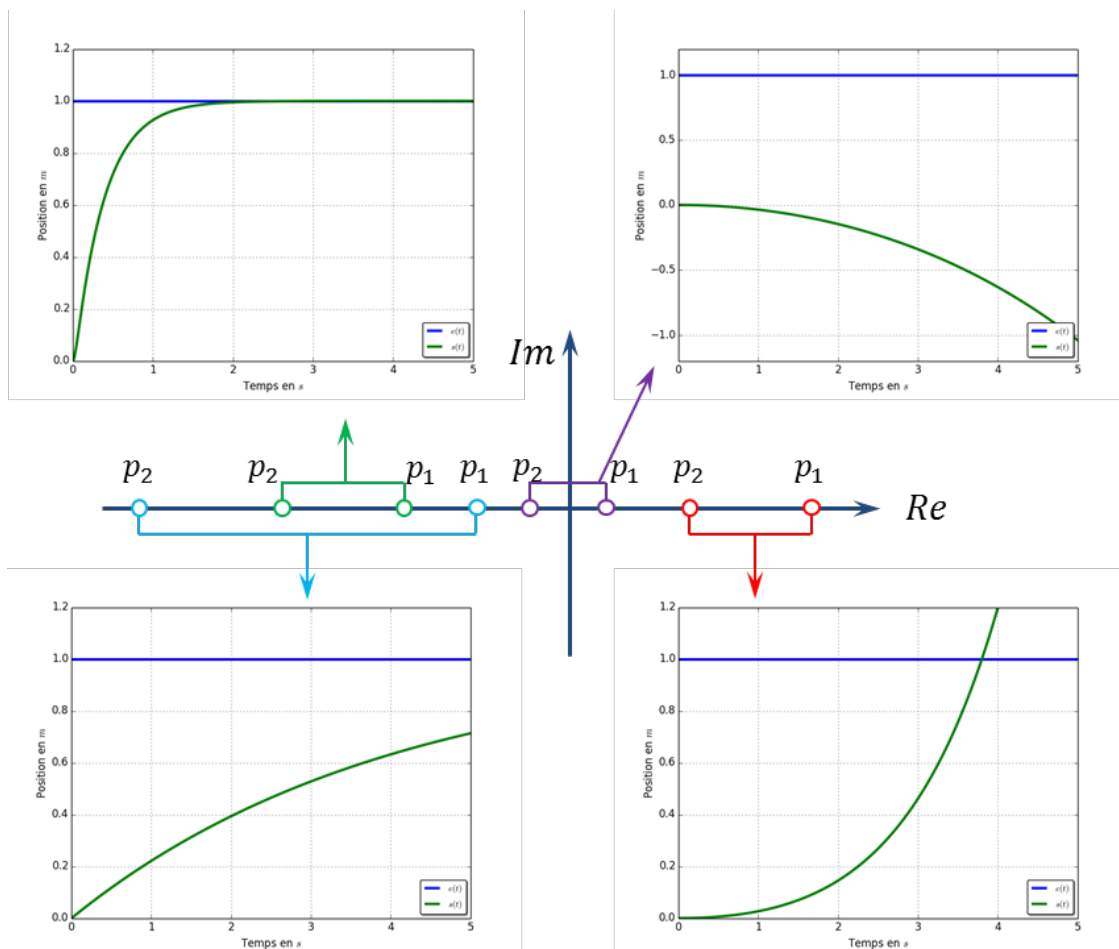 1.2
1.0
0.8
0.6
0.4
0.2
0.0
Position en m
0 1 2 3 4 5
Temps en s
e(t)
s(t)
1.0
0.5
0.0
−0.5
−1.0
Position en m
0 1 2 3 4 5
Temps en s
e(t)
s(t)
Im
p₂ p₂ p₁ p₁ p₂ p₁ p₂ p₁
Re
1.2
1.0
0.8
0.6
0.4
0.2
0.0
Position en m
0 1 2 3 4 5
Temps en s
e(t)
s(t)
1.2
1.0
0.8
0.6
0.4
0.2
0.0
Position en m
0 1 2 3 4 5
Temps en s
e(t)
s(t)